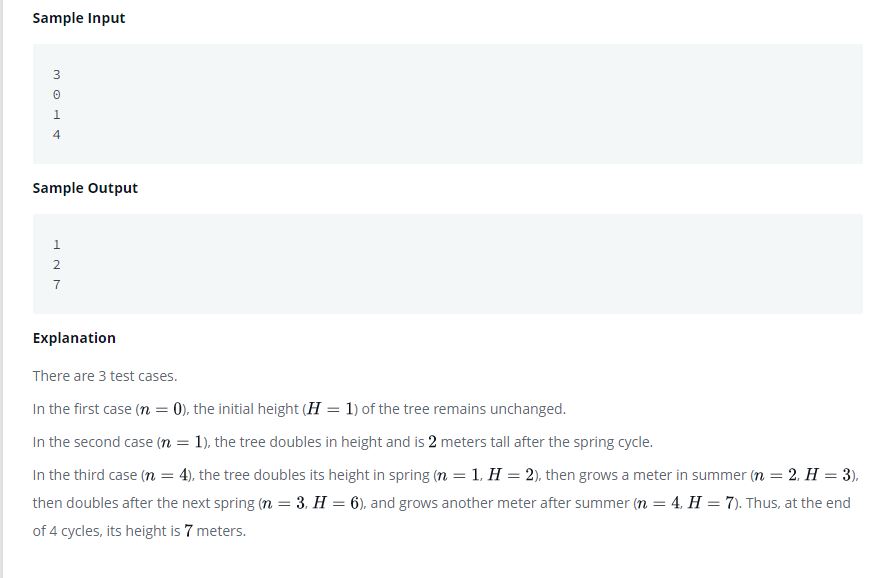 Sample Input
3
0
1
4
Sample Output
1
2
7
Explanation
There are 3 test cases.
In the first case (n = 0), the initial height (H = 1) of the tree remains unchanged.
In the second case (n = 1), the tree doubles in height and is 2 meters tall after the spring cycle.
In the third case (n = 4), the tree doubles its height in spring (n = 1, H = 2), then grows a meter in summer (n = 2, H = 3),
then doubles after the next spring (n = 3, H = 6), and grows another meter after summer (n = 4, H = 7). Thus, at the end
of 4 cycles, its height is 7 meters.